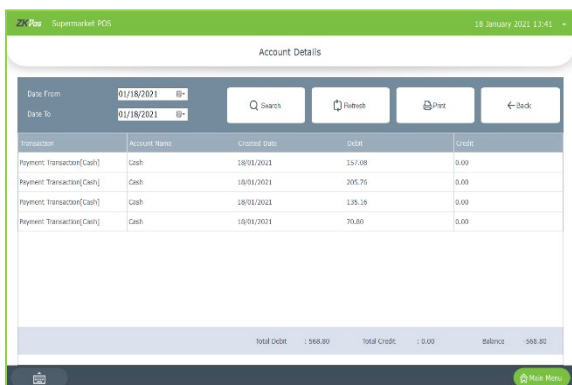 ZKPos Supermarket POS 18 January 2021 13:41
Account Details
Date From 01/18/2021
Date To 01/18/2021
Search Refresh Print Back
Transaction Account Name Created Date Debit Credit
Payment Transaction[Cash] Cash 18/01/2021 157.08 0.00
Payment Transaction[Cash] Cash 18/01/2021 205.76 0.00
Payment Transaction[Cash] Cash 18/01/2021 135.16 0.00
Payment Transaction[Cash] Cash 18/01/2021 70.80 0.00
Total Debit : 568.80 Total Credit : 0.00 Balance -568.80
Main Menu